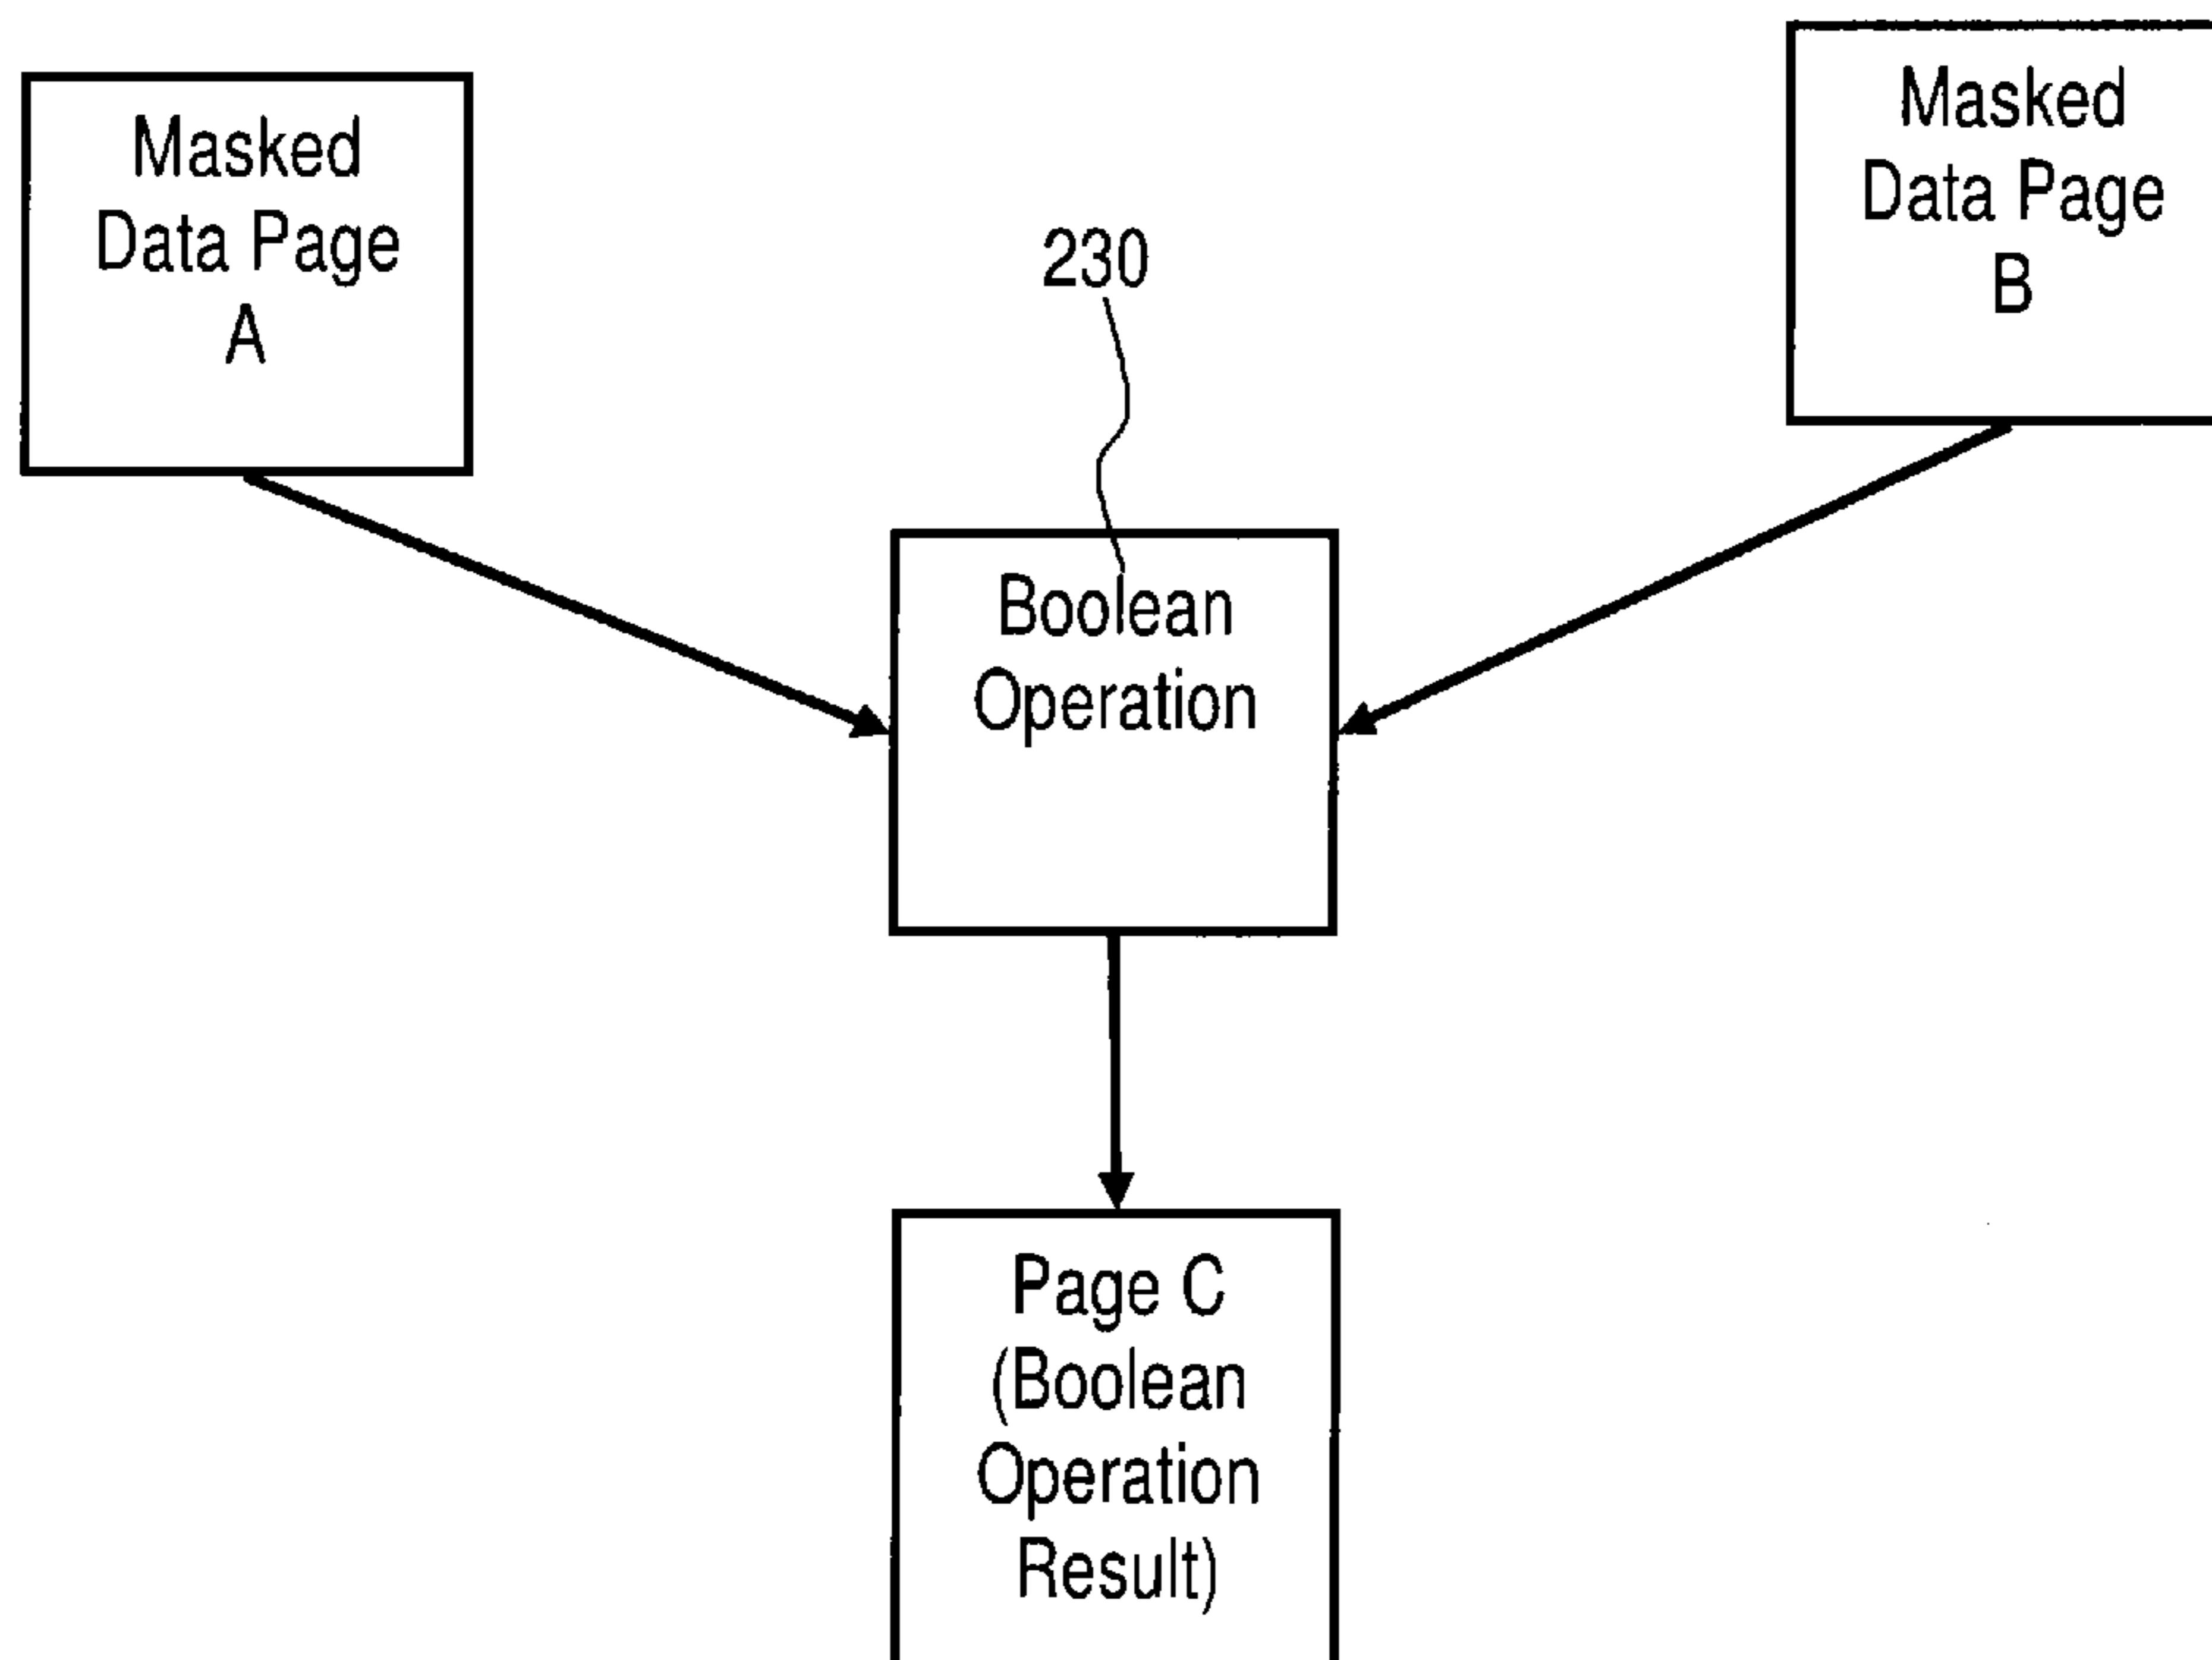 Masked
Data Page
A
Masked
Data Page
B
230
Boolean
Operation
Page C
(Boolean
Operation
Result)